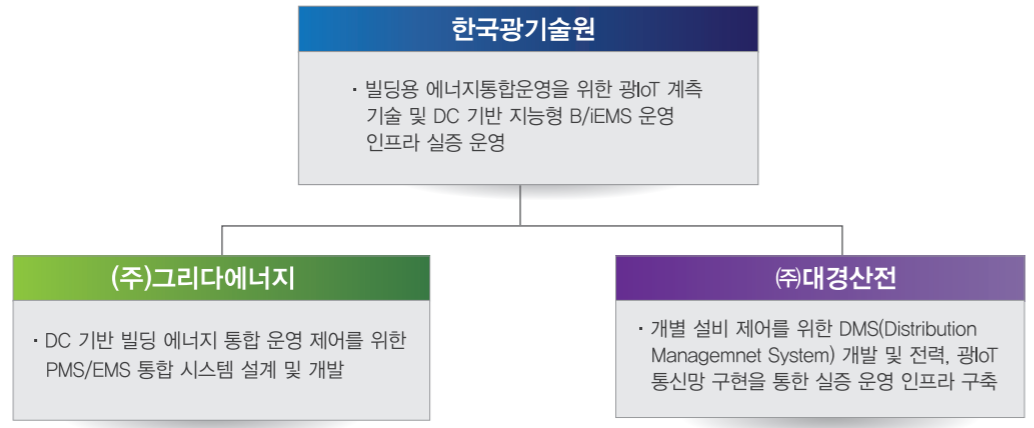 한국광기술원
· 빌딩용 에너지통합운영을 위한 광IoT 계측
기술 및 DC 기반 지능형 B/iEMS 운영
인프라 실증 운영
(주)그리다에너지
· DC 기반 빌딩 에너지 통합 운영 제어를 위한
PMS/EMS 통합 시스템 설계 및 개발
㈜대경산전
· 개별 설비 제어를 위한 DMS(Distribution
Managemnet System) 개발 및 전력, 광IoT
통신망 구현을 통한 실증 운영 인프라 구축